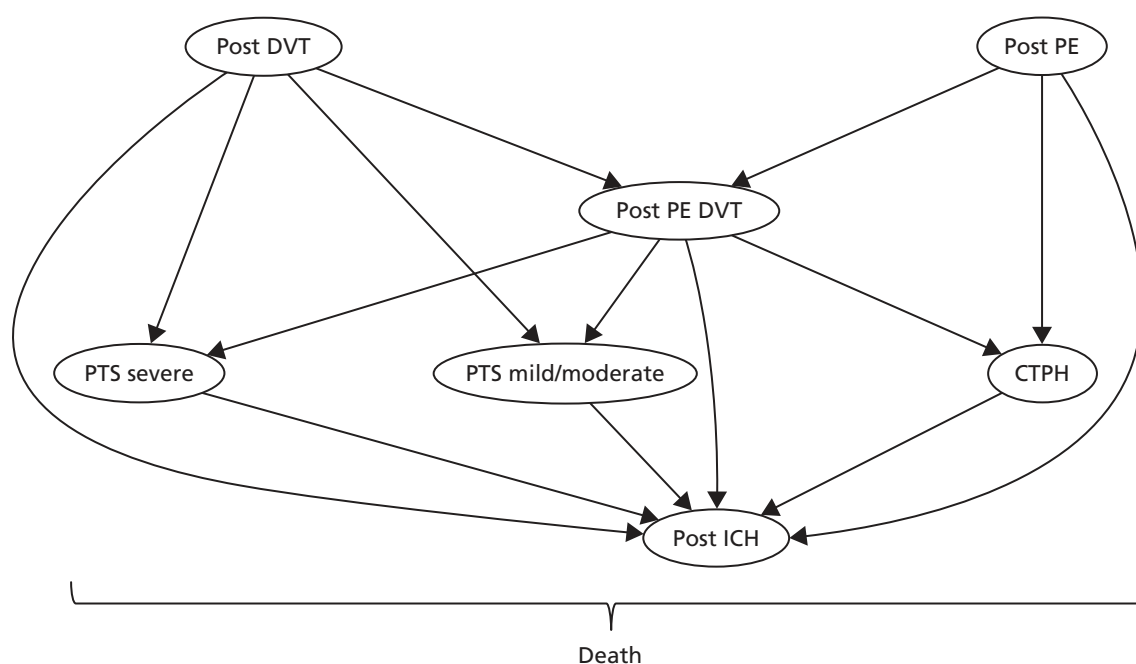 Post DVT
Post PE
Post PE DVT
PTS severe
PTS mild/moderate
CTPH
Post ICH
Death